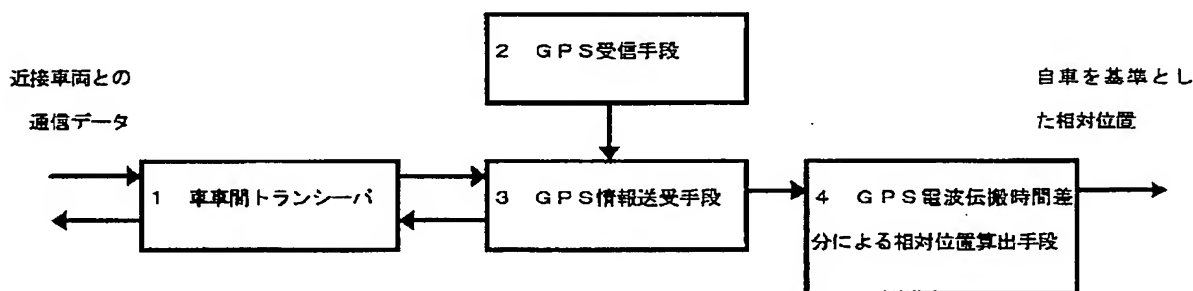 2 GPS受信手段
近接車両との
通信データ
自車を基準とし
た相対位置
1 車車間トランシーバ
3 GPS情報送受手段
4 GPS電波伝搬時間差
分による相対位置算出手段